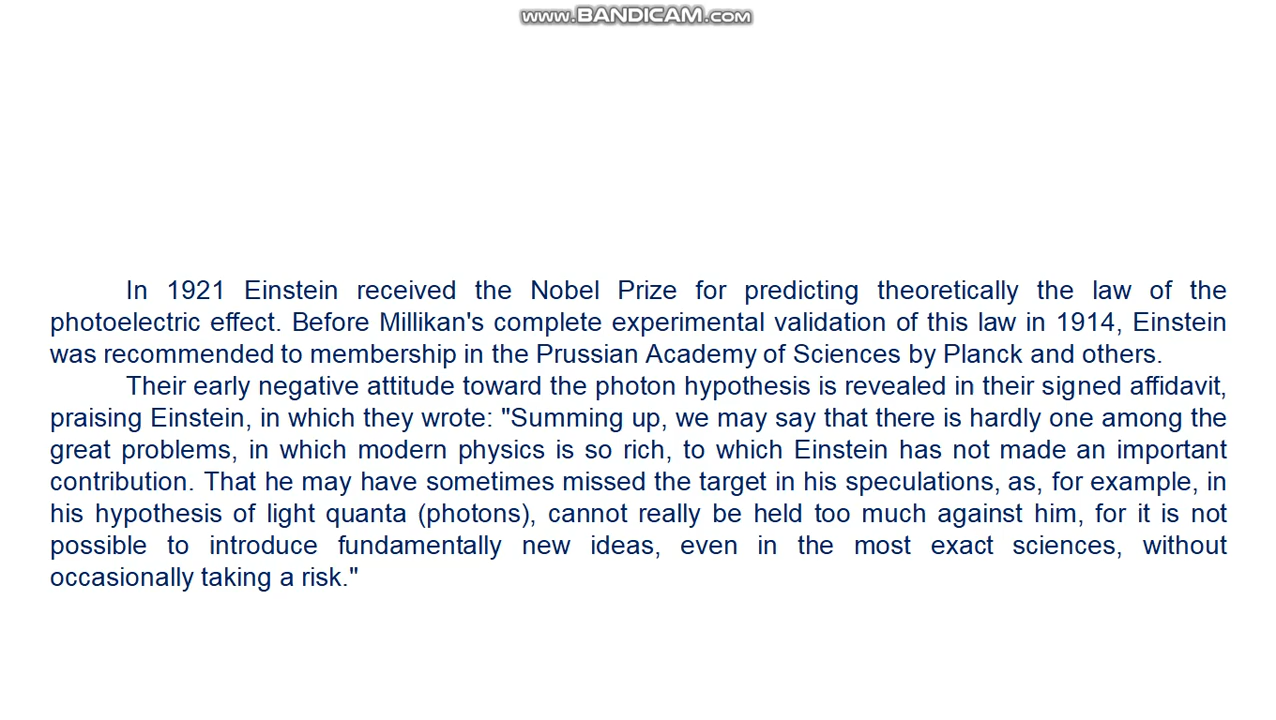 www.BANDICAM.com
In 1921 Einstein received the Nobel Prize for predicting theoretically the law of the
photoelectric effect. Before Millikan's complete experimental validation of this law in 1914, Einstein
was recommended to membership in the Prussian Academy of Sciences by Planck and others.
Their early negative attitude toward the photon hypothesis is revealed in their signed affidavit,
praising Einstein, in which they wrote: "Summing up, we may say that there is hardly one among the
great problems, in which modern physics is so rich, to which Einstein has not made an important
contribution. That he may have sometimes missed the target in his speculations, as, for example, in
his hypothesis of light quanta (photons), cannot really be held too much against him, for it is not
possible to introduce fundamentally new ideas, even in the most exact sciences, without
occasionally taking a risk."